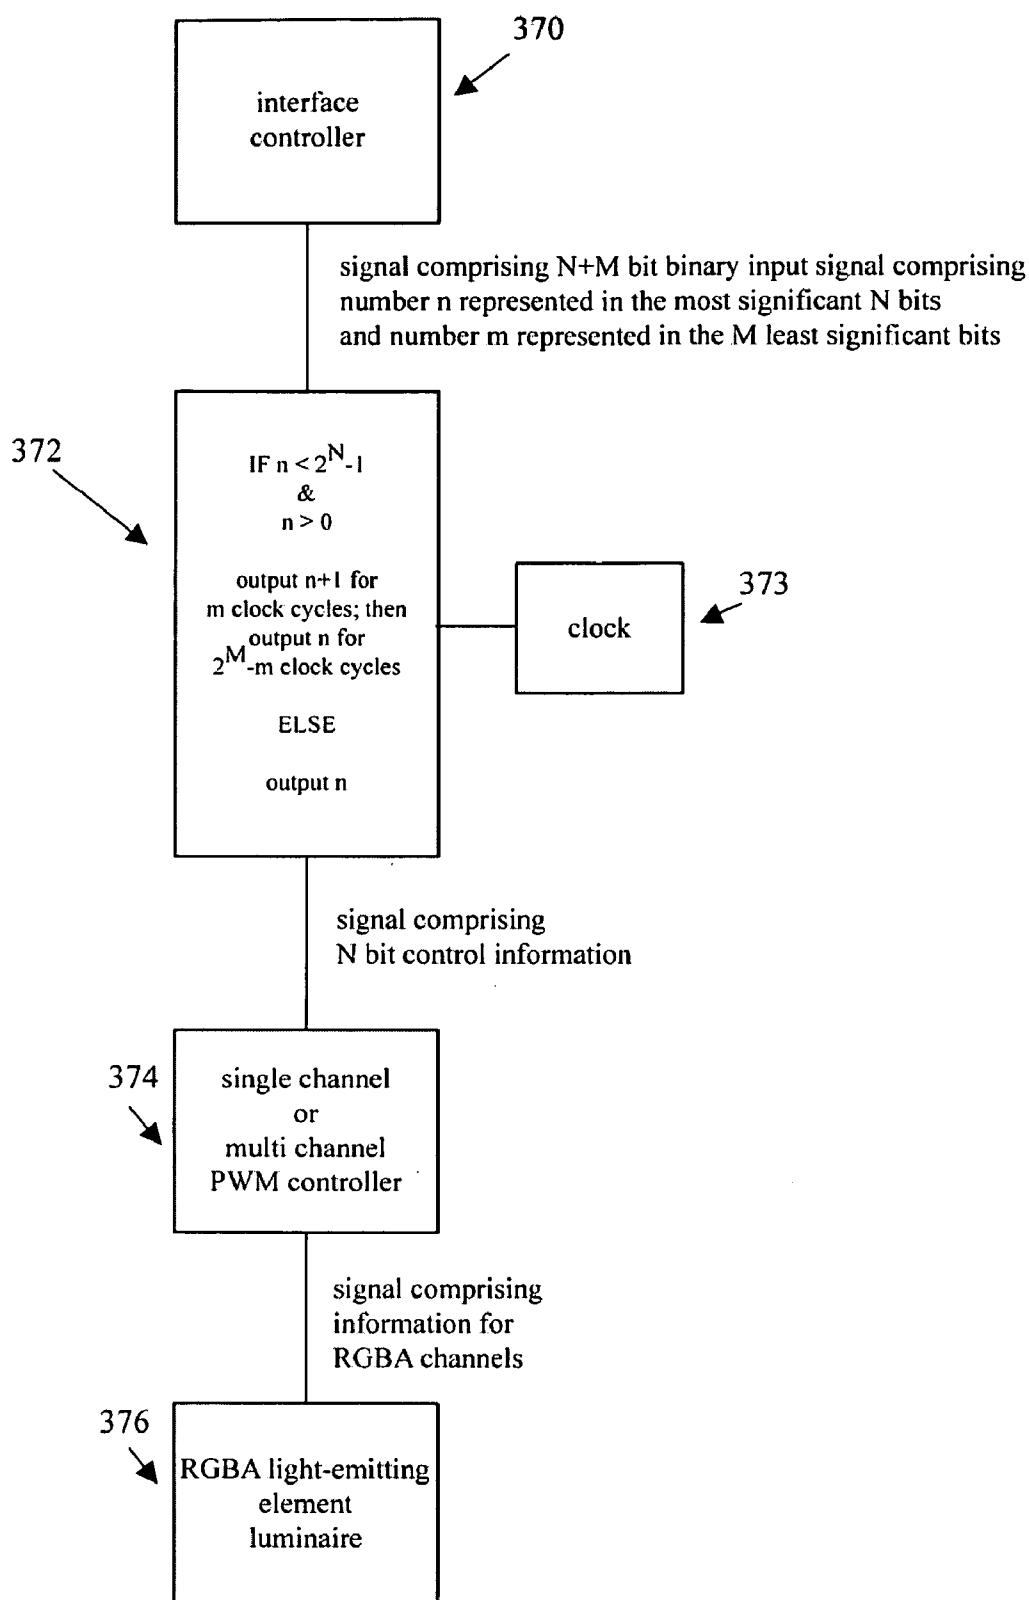 370
interface
controller
signal comprising N+M bit binary input signal comprising
number n represented in the most significant N bits
and number m represented in the M least significant bits
372
IF n < 2^N-1
&
n > 0
output n+1 for
m clock cycles; then
output n for
2^M-m clock cycles
ELSE
output n
373
clock
signal comprising
N bit control information
374
single channel
or
multi channel
PWM controller
signal comprising
information for
RGBA channels
376
RGBA light-emitting
element
luminaire